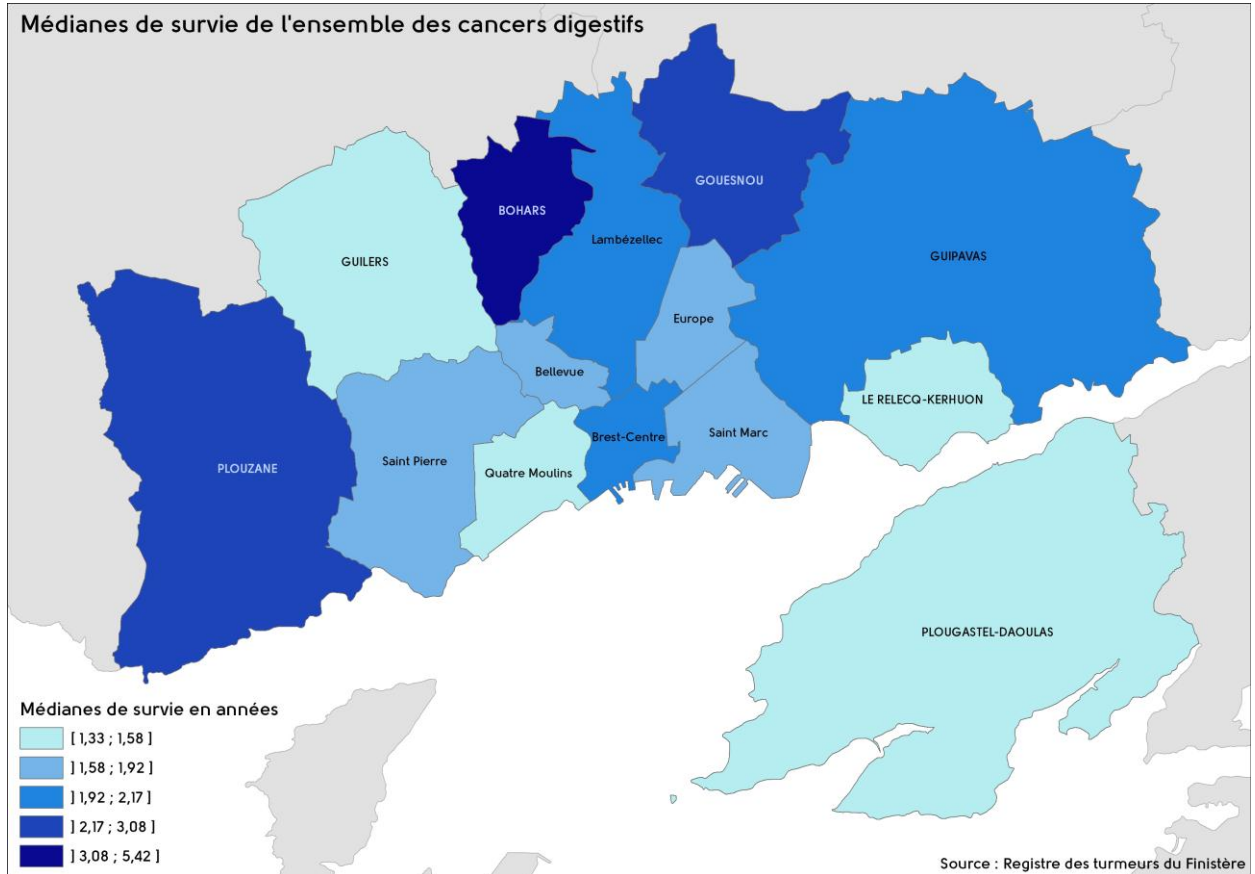 Médianes de survie de l'ensemble des cancers digestifs
GOUESNOU
BOHARS
Lambézellec
GUILERS
GUIPAVAS
Europe
Bellevue
LE RELECQ-KERHUON
Brest-Centre
Saint Marc
Saint Pierre
PLOUZANE
Quatre Moulins
PLOUGASTEL-DAOULAS
Médianes de survie en années
[ 1,33 ; 1,58 ]
] 1,58 ; 1,92 ]
] 1,92 ; 2,17 ]
] 2,17 ; 3,08 ]
] 3,08 ; 5,42 ]
Source : Registre des turmeurs du Finistère